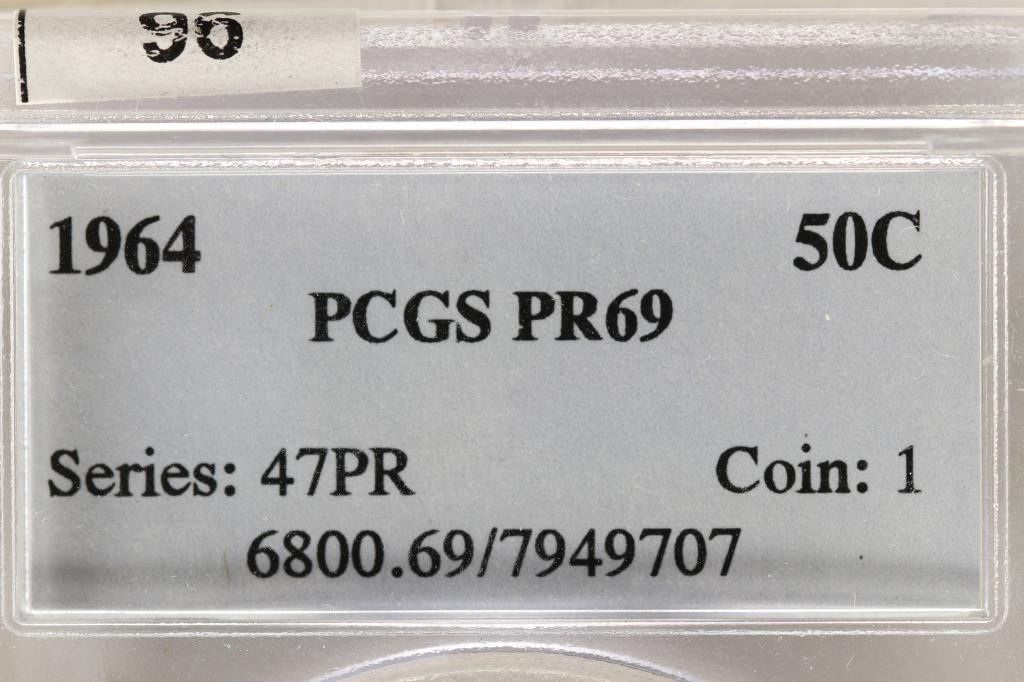 96
1964 50C
PCGS PR69
Series: 47PR Coin: 1
6800.69/7949707